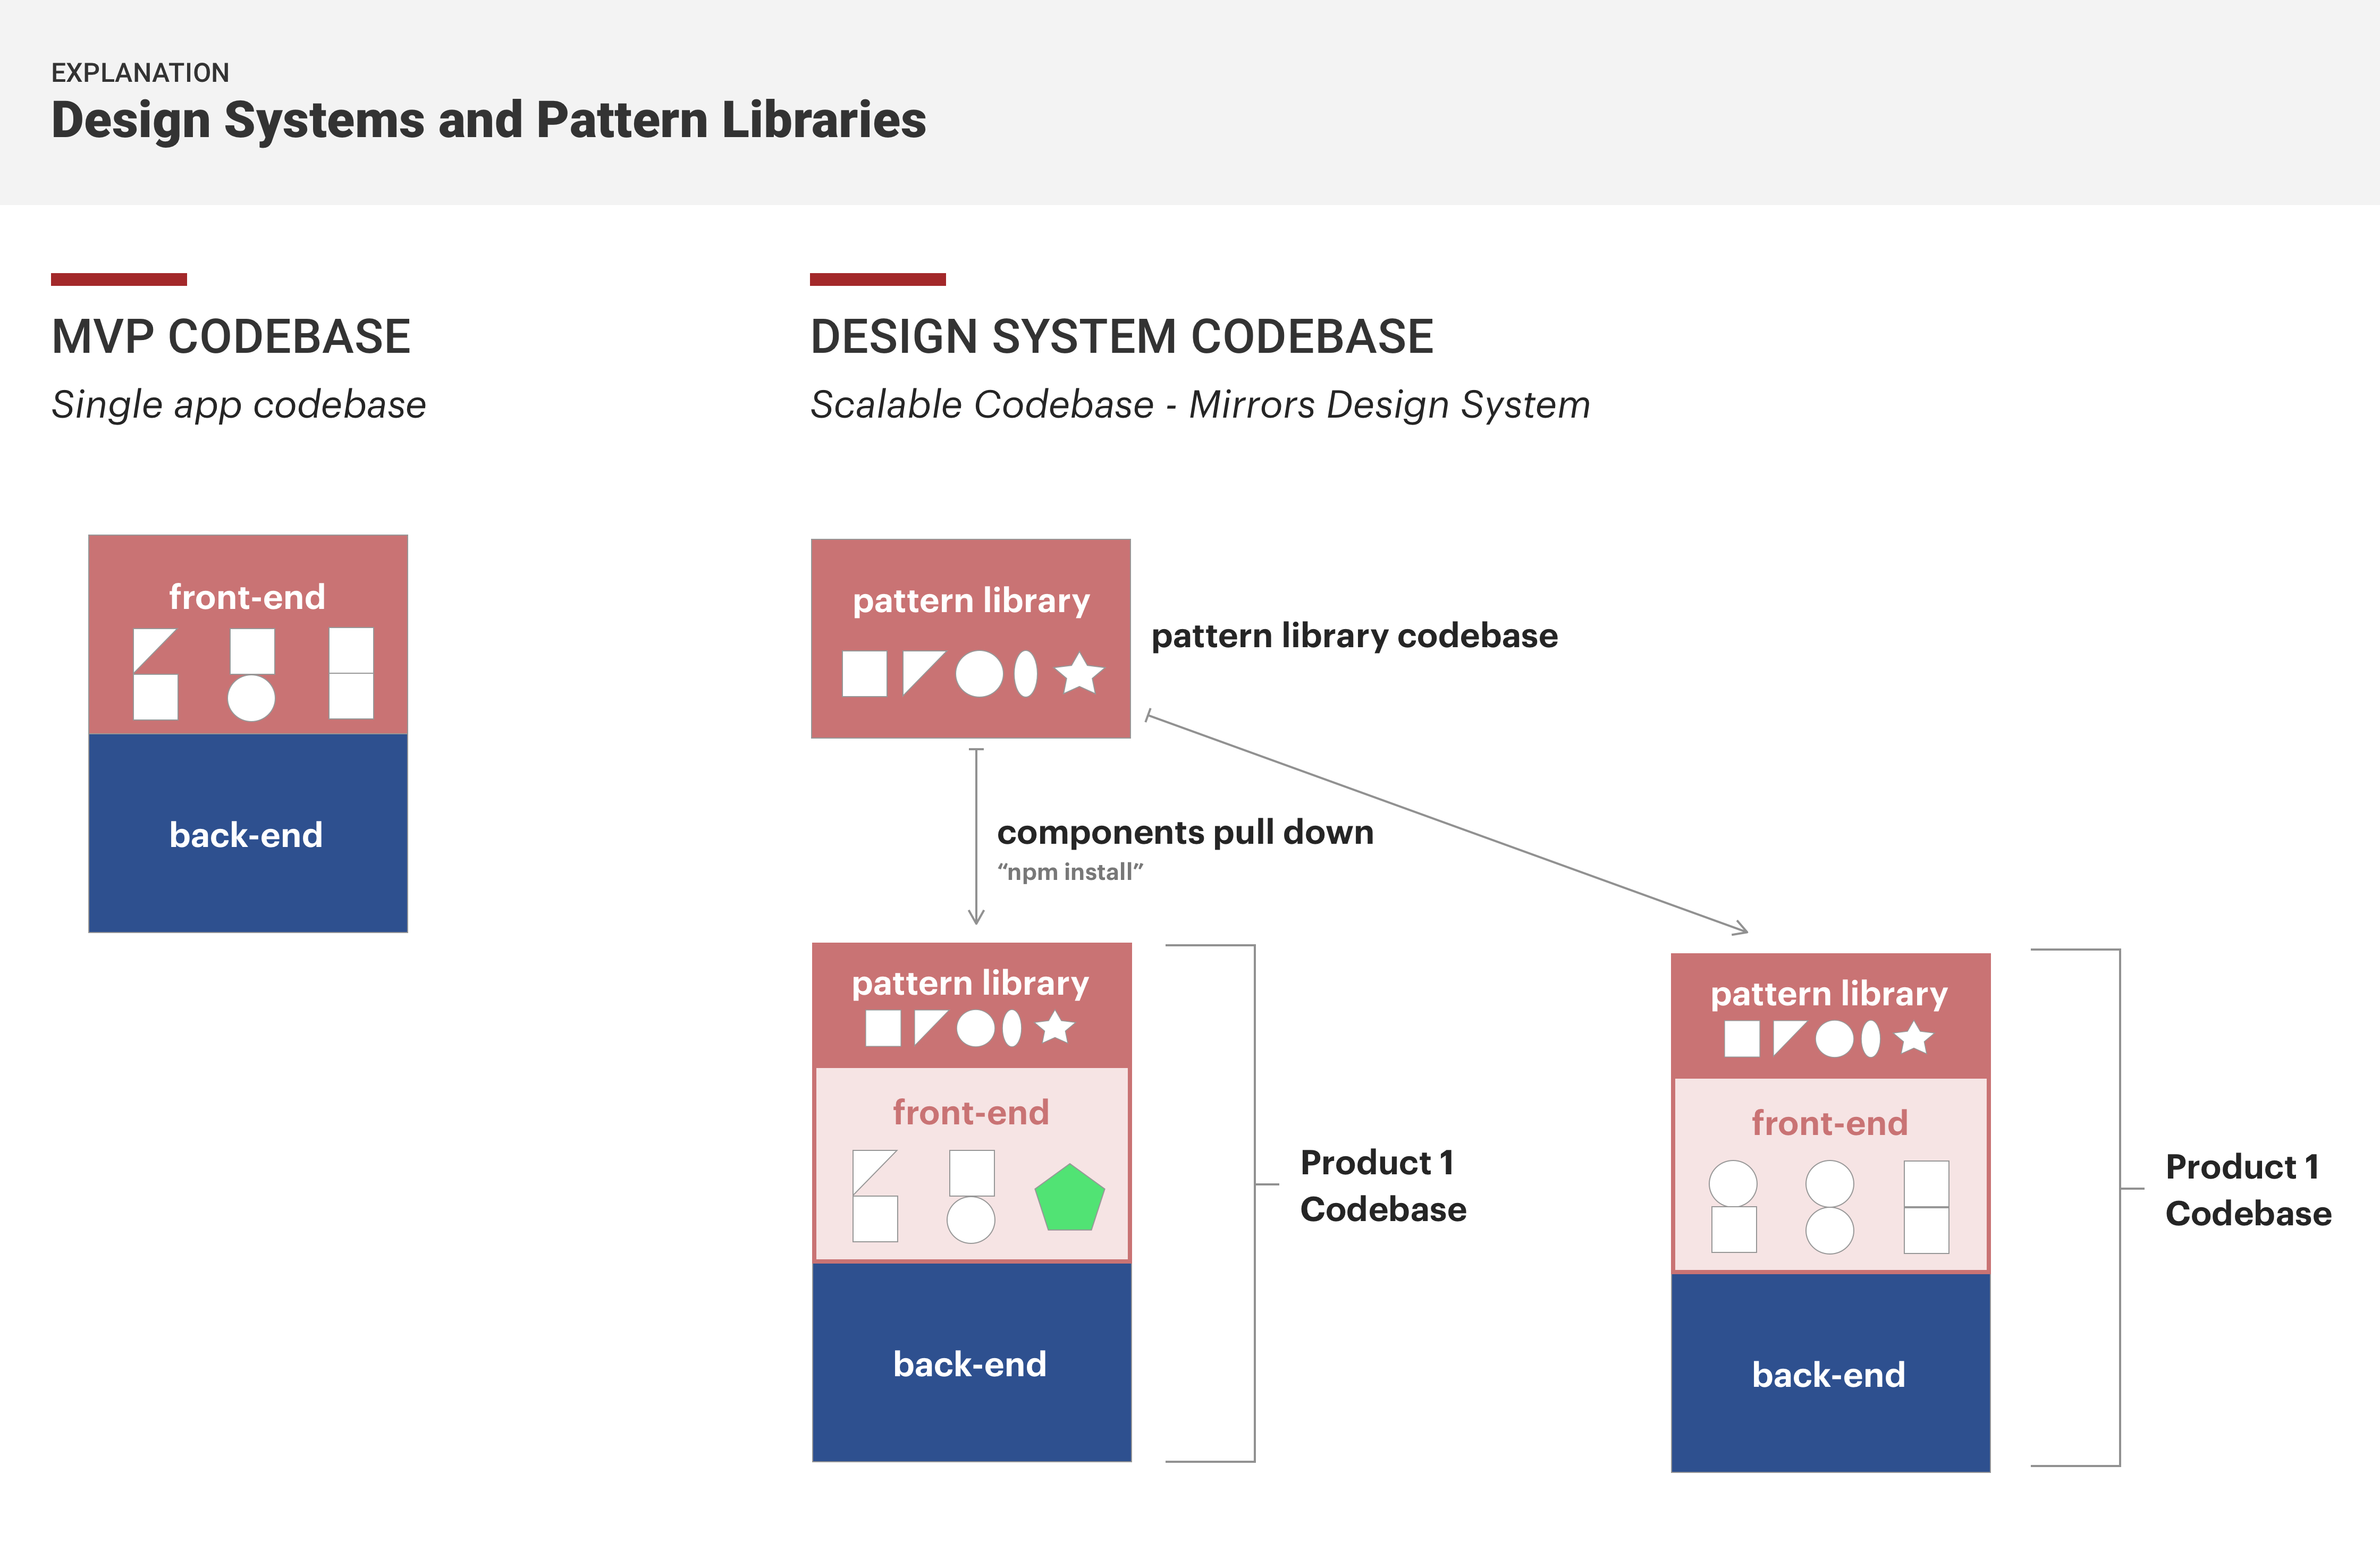 EXPLANATION
Design Systems and Pattern Libraries
MVP CODEBASE
Single app codebase
front-end
back-end
DESIGN SYSTEM CODEBASE
Scalable Codebase - Mirrors Design System
pattern library
pattern library codebase
components pull down
“npm install”
pattern library
front-end
back-end
Product 1
Codebase
pattern library
front-end
back-end
Product 1
Codebase